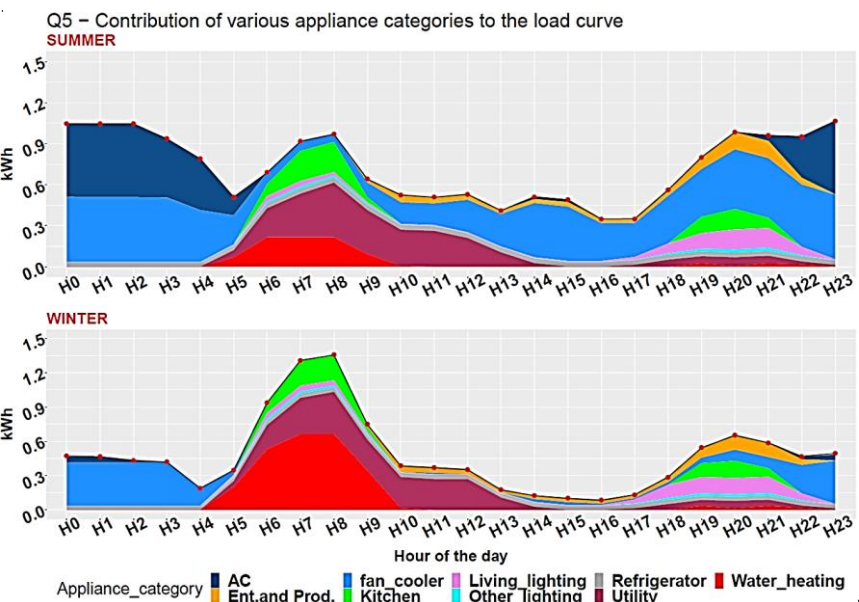 Q5 – Contribution of various appliance categories to the load curve
SUMMER
1.5
1.2
0.9
0.6
0.3
0.0
kWh
H0 H1 H2 H3 H4 H5 H6 H7 H8 H9 H10 H11 H12 H13 H14 H15 H16 H17 H18 H19 H20 H21 H22 H23
WINTER
1.5
1.2
0.9
0.6
0.3
0.0
kWh
H0 H1 H2 H3 H4 H5 H6 H7 H8 H9 H10 H11 H12 H13 H14 H15 H16 H17 H18 H19 H20 H21 H22 H23
Hour of the day
Appliance_category
AC fan_cooler Living_lighting Refrigerator Water_heating
Ent.and Prod. Kitchen Other lighting Utility